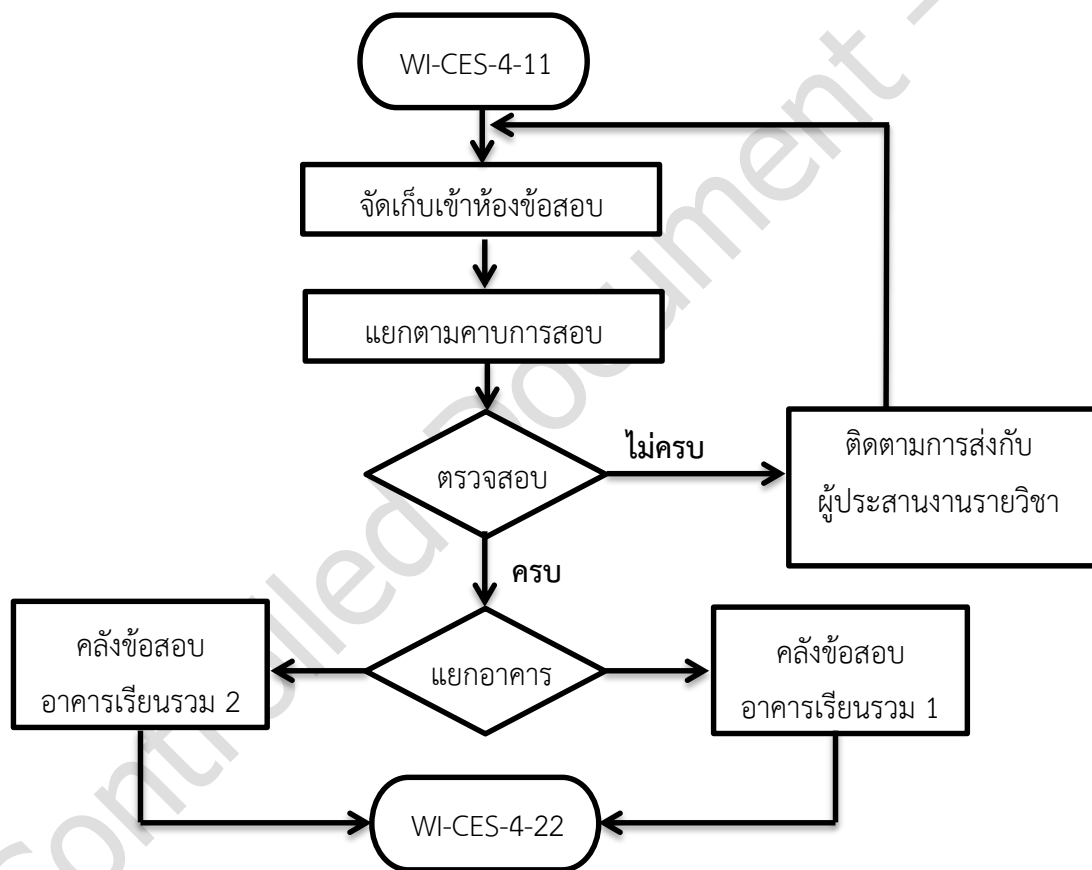 WI-CES-4-11
จัดเก็บเข้าห้องข้อสอบ
แยกตามคาบการสอบ
ตรวจสอบ
ไม่ครบ
ติดตามการส่งกับ
ผู้ประสานงานรายวิชา
ครบ
คลังข้อสอบ
อาคารเรียนรวม 2
แยกอาคาร
คลังข้อสอบ
อาคารเรียนรวม 1
WI-CES-4-22
Controlled Document -